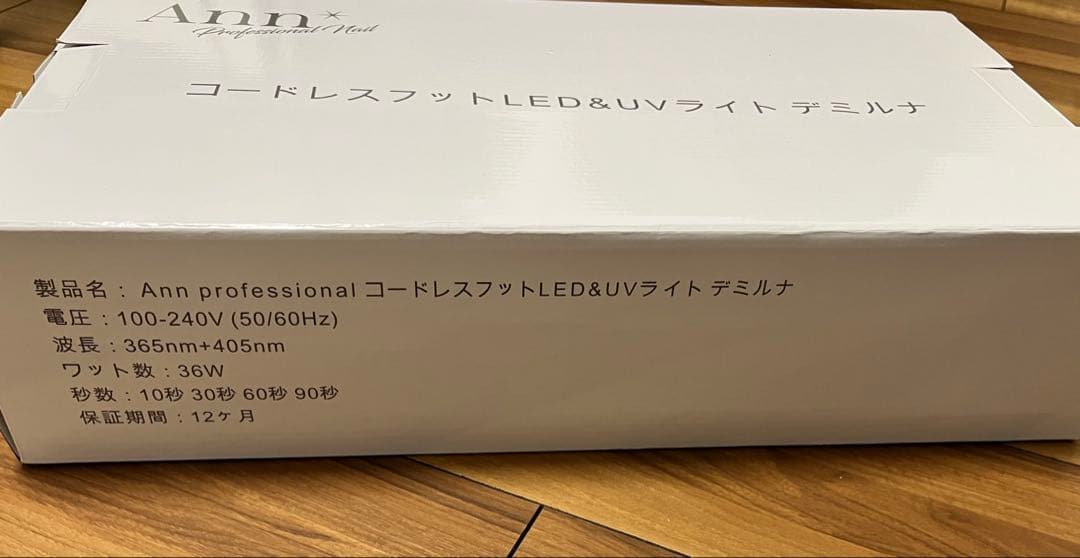 Ann
Professional Nail
コードレスフットLED&UVライト デミルナ
製品名：Ann professional コードレスフットLED&UVライト デミルナ
電圧：100-240V (50/60Hz)
波長：365nm+405nm
ワット数：36W
秒数：10秒 30秒 60秒 90秒
保証期間：12ヶ月